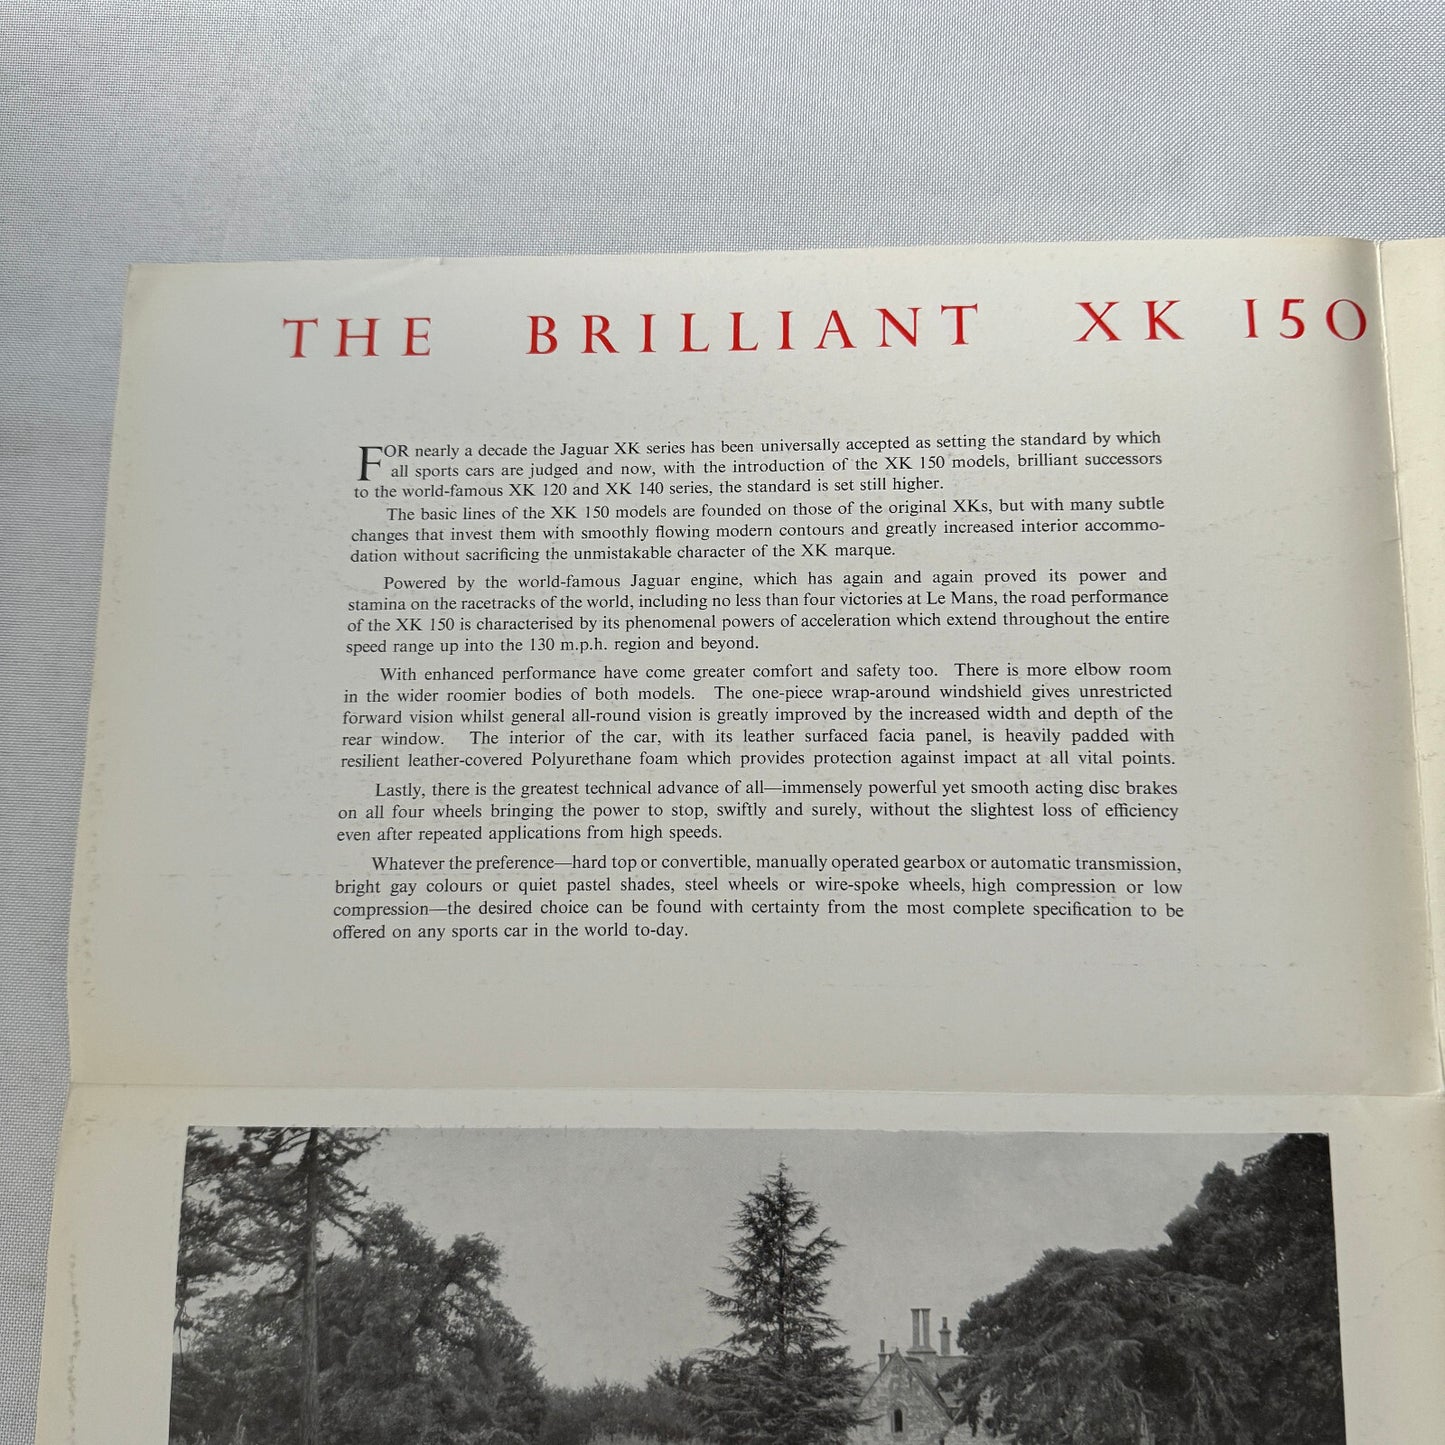 THE BRILLIANT XK 150
FOR nearly a decade the Jaguar XK series has been universally accepted as setting the standard by which
all sports cars are judged and now, with the introduction of the XK 150 models, brilliant successors
to the world-famous XK 120 and XK 140 series, the standard is set still higher.
The basic lines of the XK 150 models are founded on those of the original XKs, but with many subtle
changes that invest them with smoothly flowing modern contours and greatly increased interior accommo-
dation without sacrificing the unmistakable character of the XK marque.
Powered by the world-famous Jaguar engine, which has again and again proved its power and
stamina on the racetracks of the world, including no less than four victories at Le Mans, the road performance
of the XK 150 is characterised by its phenomenal powers of acceleration which extend throughout the entire
speed range up into the 130 m.p.h. region and beyond.
With enhanced performance have come greater comfort and safety too. There is more elbow room
in the wider roomier bodies of both models. The one-piece wrap-around windshield gives unrestricted
forward vision whilst general all-round vision is greatly improved by the increased width and depth of the
rear window. The interior of the car, with its leather surfaced facia panel, is heavily padded with
resilient leather-covered Polyurethane foam which provides protection against impact at all vital points.
Lastly, there is the greatest technical advance of all—immensely powerful yet smooth acting disc brakes
on all four wheels bringing the power to stop, swiftly and surely, without the slightest loss of efficiency
even after repeated applications from high speeds.
Whatever the preference—hard top or convertible, manually operated gearbox or automatic transmission,
bright gay colours or quiet pastel shades, steel wheels or wire-spoke wheels, high compression or low
compression—the desired choice can be found with certainty from the most complete specification to be
offered on any sports car in the world to-day.